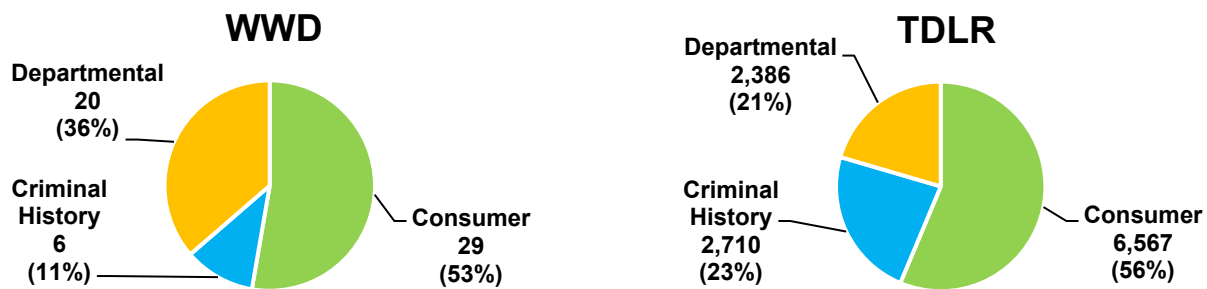 WWD
Departmental
20
(36%)
Criminal
History
6
(11%)
Consumer
29
(53%)
TDLR
Departmental
2,386
(21%)
Criminal
History
2,710
(23%)
Consumer
6,567
(56%)